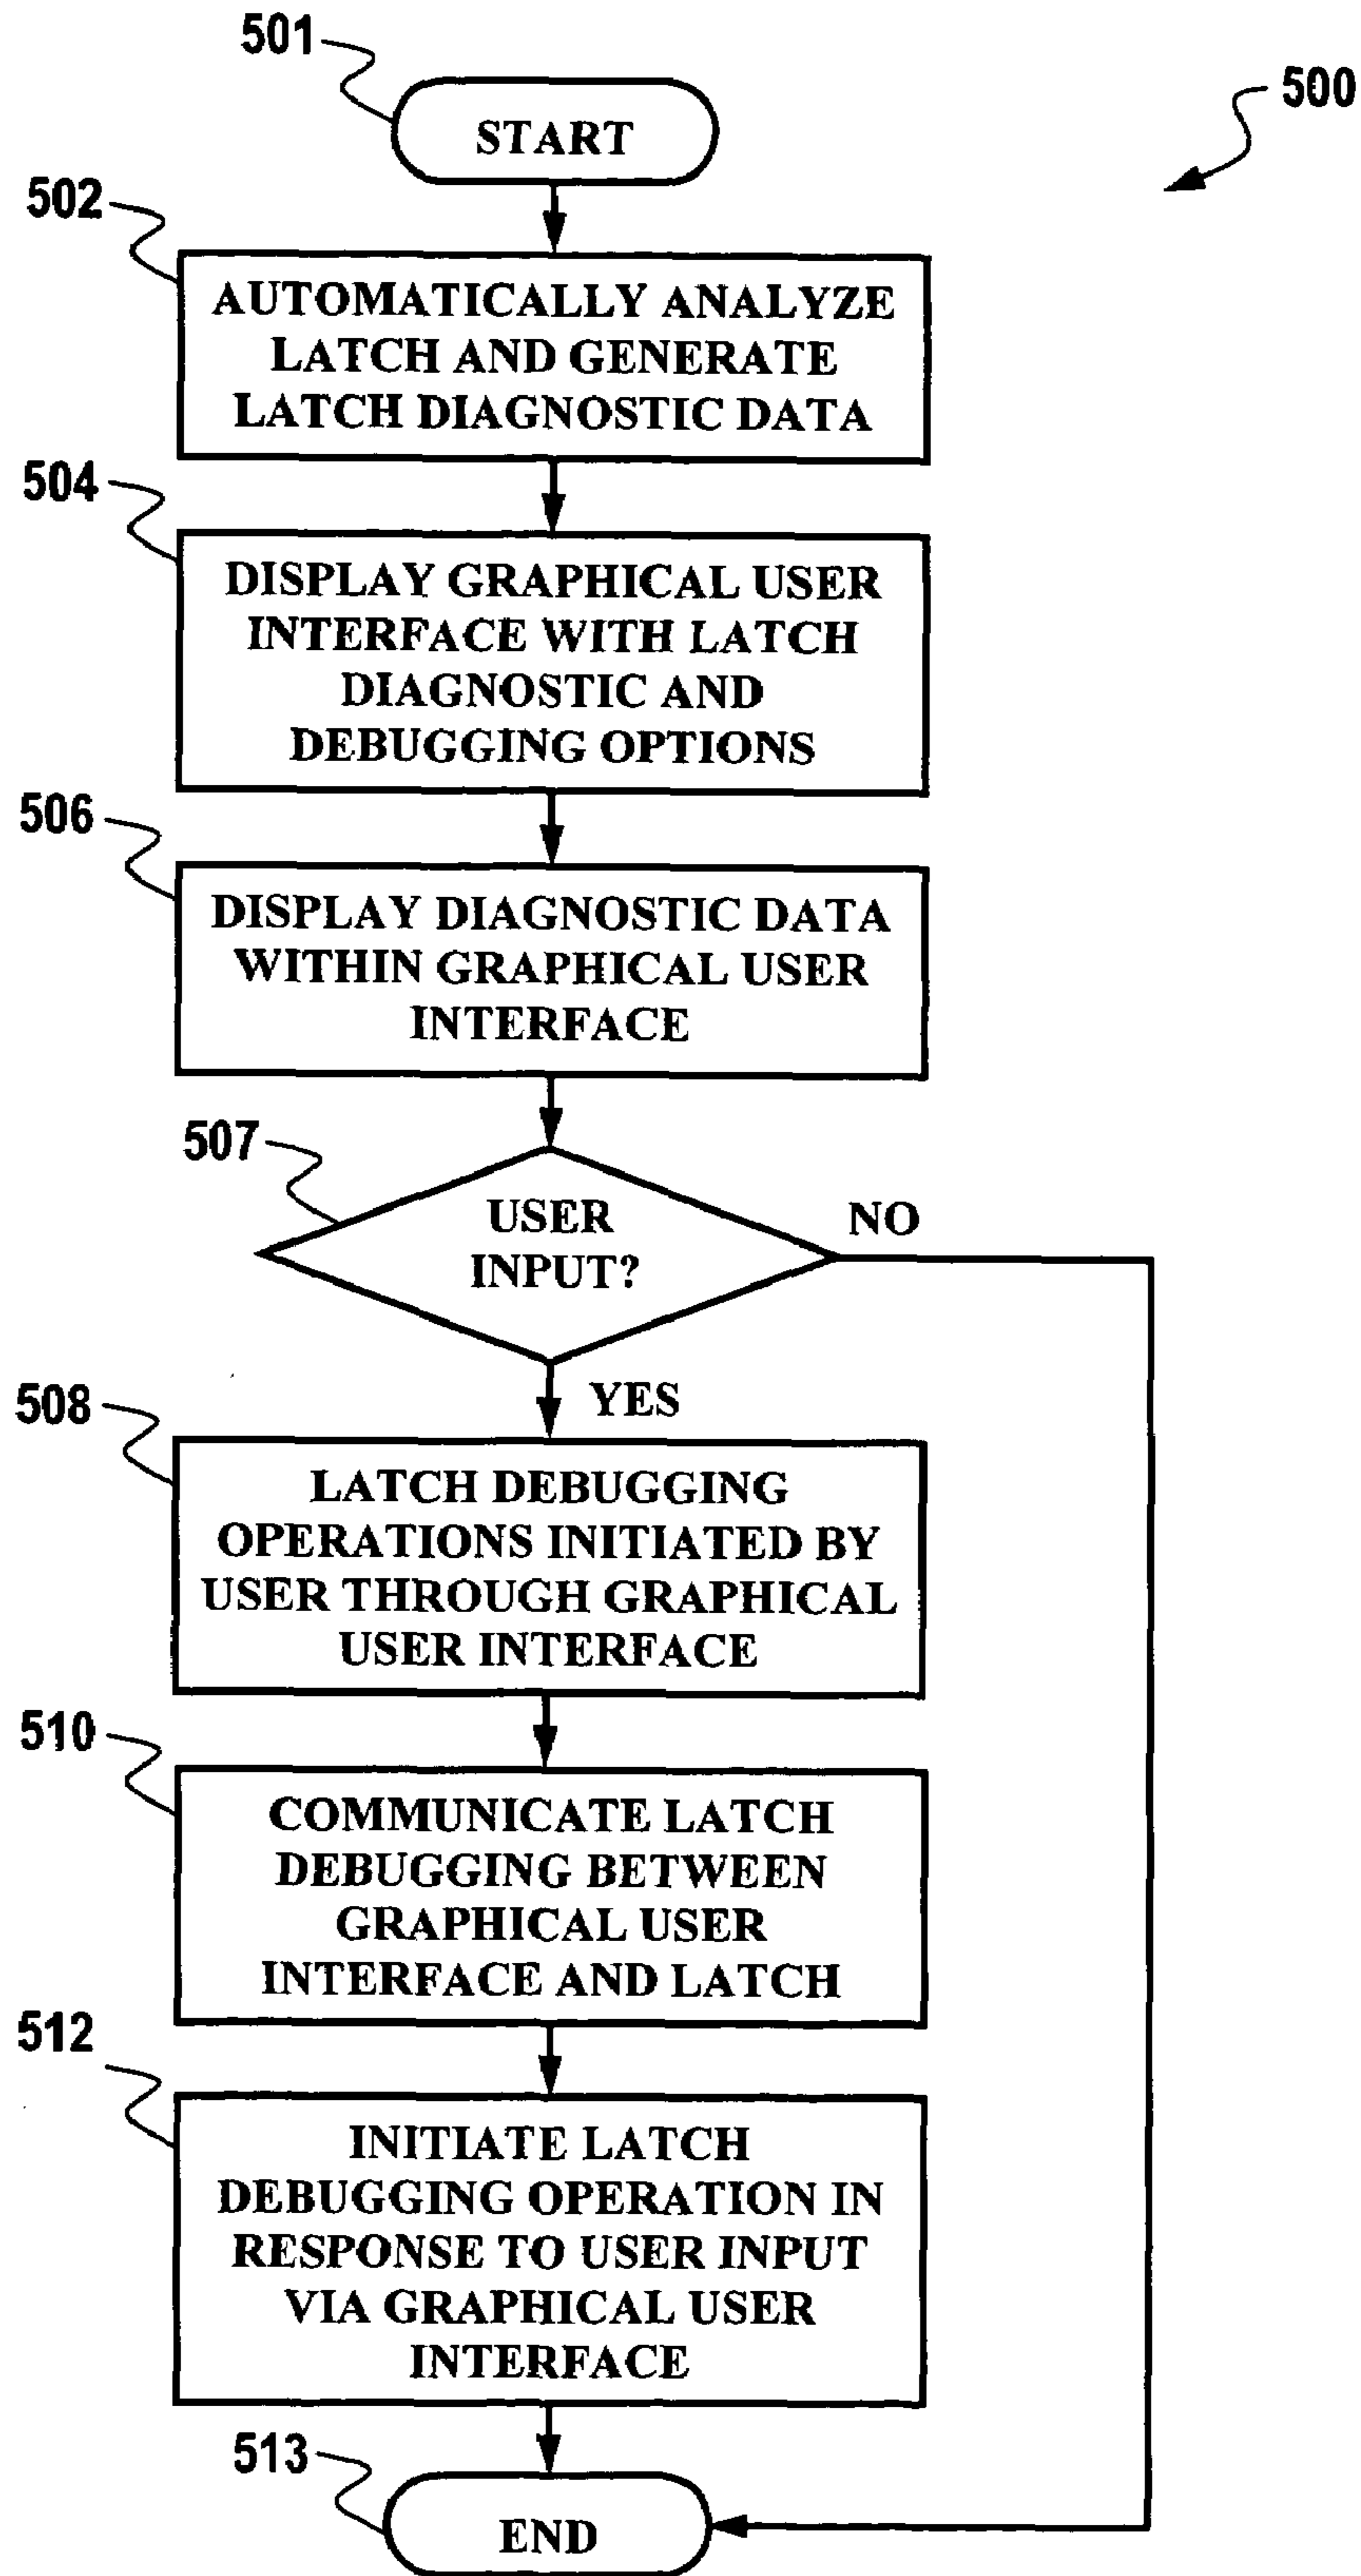 501
START
500
502
AUTOMATICALLY ANALYZE
LATCH AND GENERATE
LATCH DIAGNOSTIC DATA
504
DISPLAY GRAPHICAL USER
INTERFACE WITH LATCH
DIAGNOSTIC AND
DEBUGGING OPTIONS
506
DISPLAY DIAGNOSTIC DATA
WITHIN GRAPHICAL USER
INTERFACE
507
USER
INPUT?
NO
YES
508
LATCH DEBUGGING
OPERATIONS INITIATED BY
USER THROUGH GRAPHICAL
USER INTERFACE
510
COMMUNICATE LATCH
DEBUGGING BETWEEN
GRAPHICAL USER
INTERFACE AND LATCH
512
INITIATE LATCH
DEBUGGING OPERATION IN
RESPONSE TO USER INPUT
VIA GRAPHICAL USER
INTERFACE
513
END